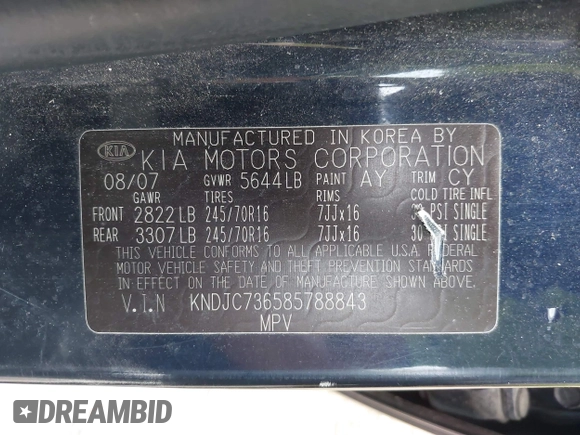 MANUFACTURED IN KOREA BY
KIA KIA MOTORS CORPORATION
08/07 GVWR 5644LB PAINT AY TRIM CY
GAWR TIRES RIMS COLD TIRE INFL
FRONT 2822LB 245/70R16 7JJx16 PSI SINGLE
REAR 3307LB 245/70R16 7JJx16 30 SINGLE
THIS VEHICLE CONFORMS TO ALL APPLICABLE U.S.A. FEDERAL
MOTOR VEHICLE SAFETY AND THEFT PREVENTION STANDARDS
IN EFFECT ON THE DATE OF MANUFACTURE SHOWN ABOVE.
V.I.N KNDJC736585788843
MPV
DREAMBID